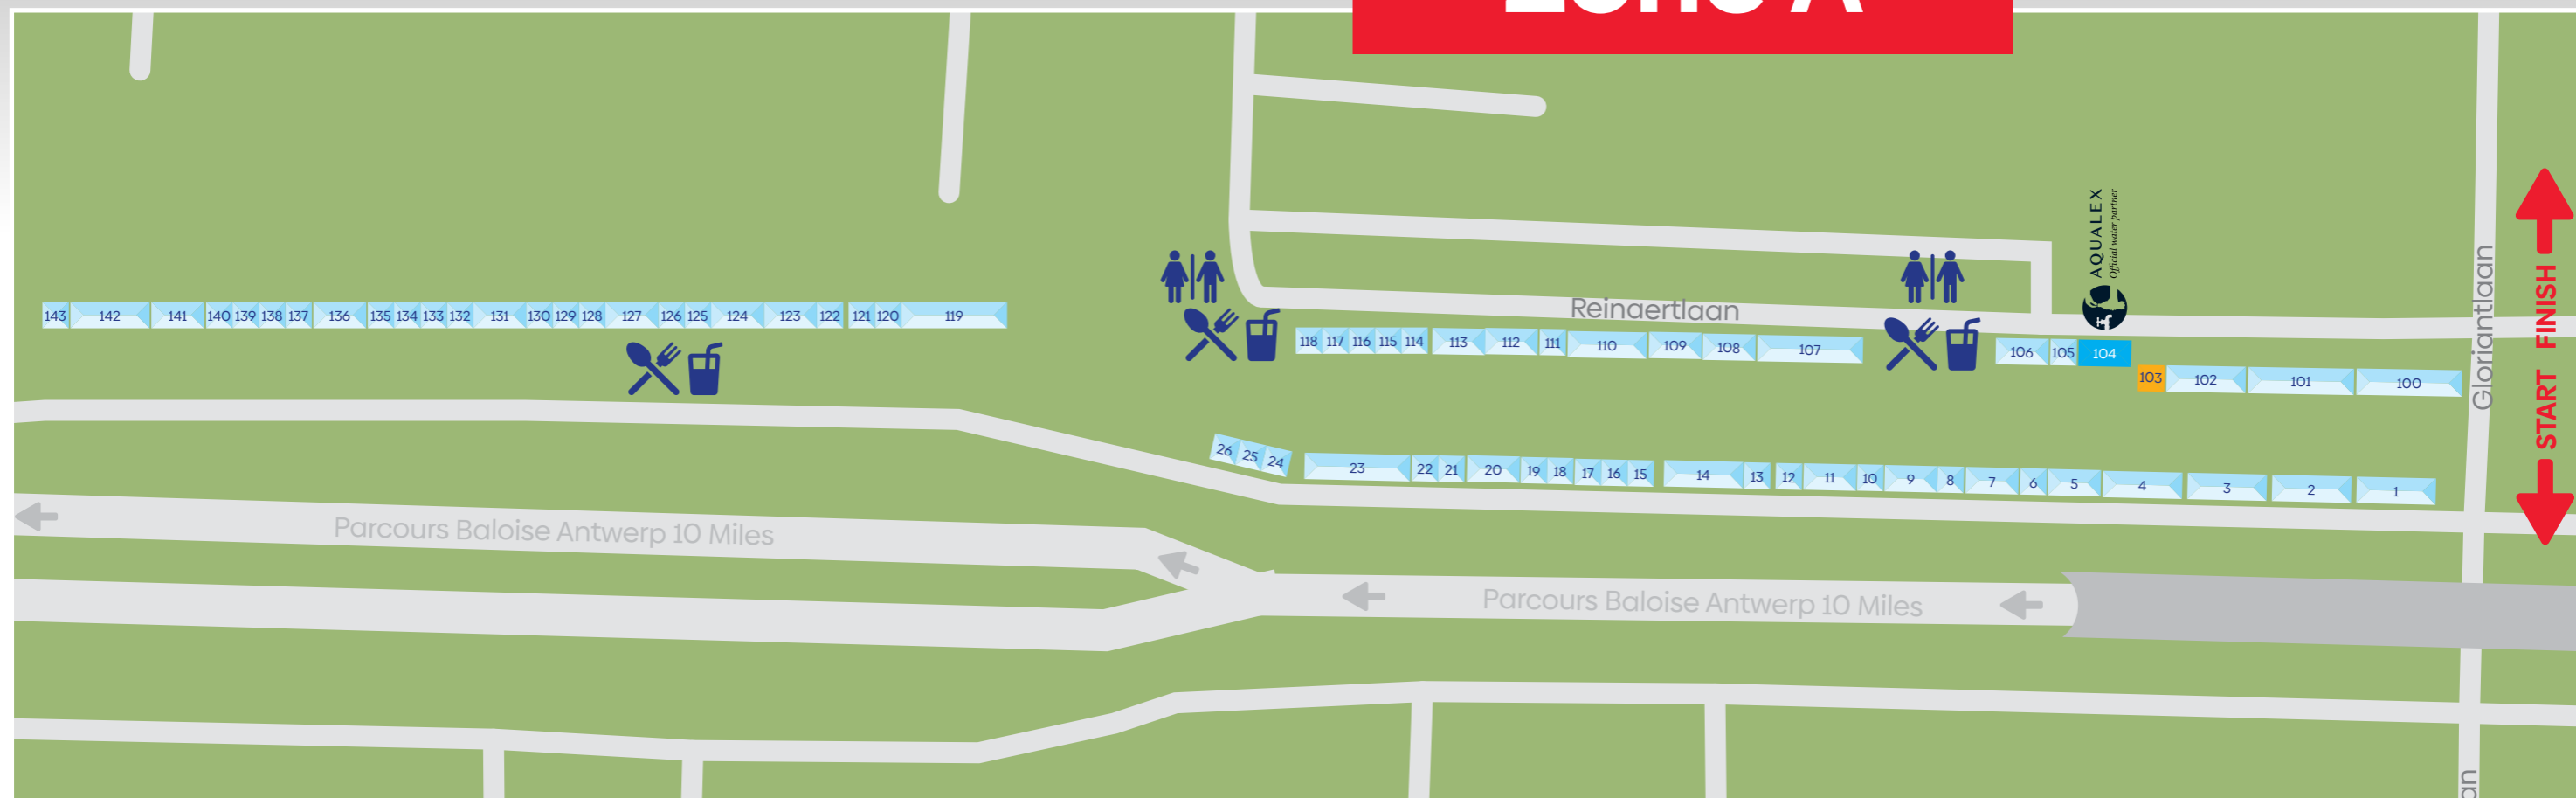 Zone A
AQUALEX
Official water partner
Gloriantlaan
START FINISH
Reinaertlaan
143 142 141 140 139 138 137 136 135 134 133 132 131 130 129 128 127 126 125 124 123 122 121 120 119
118 117 116 115 114 113 112 111 110 109 108 107 106 105 104
103 102 101 100
26 25 24 23 22 21 20 19 18 17 16 15 14 13 12 11 10 9 8 7 6 5 4 3 2 1
Parcours Baloise Antwerp 10 Miles
Parcours Baloise Antwerp 10 Miles
an